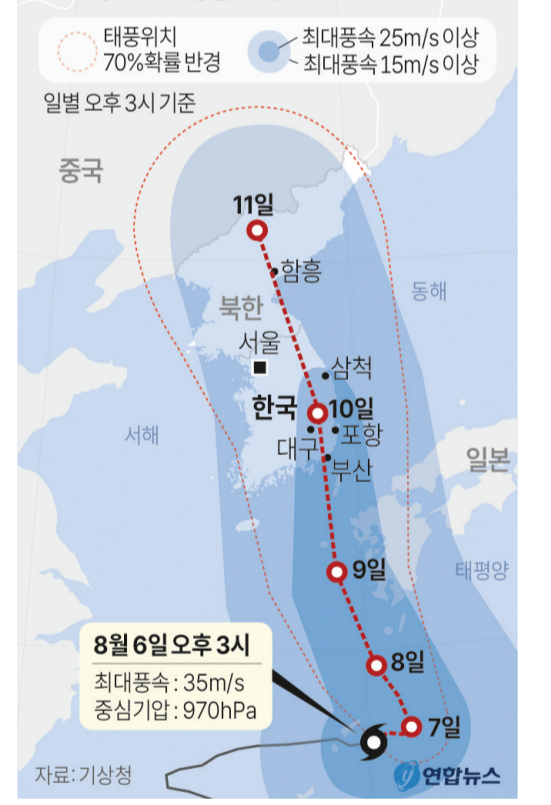 태풍위치
70%확률 반경
최대풍속 25m/s 이상
최대풍속 15m/s 이상
일별 오후 3시 기준
중국
11일
함흥
북한
동해
서울
삼척
한국
10일
서해
대구
포항
부산
일본
9일
태평양
8월 6일 오후 3시
최대풍속 : 35m/s
중심기압 : 970hPa
8일
7일
자료 : 기상청
연합뉴스